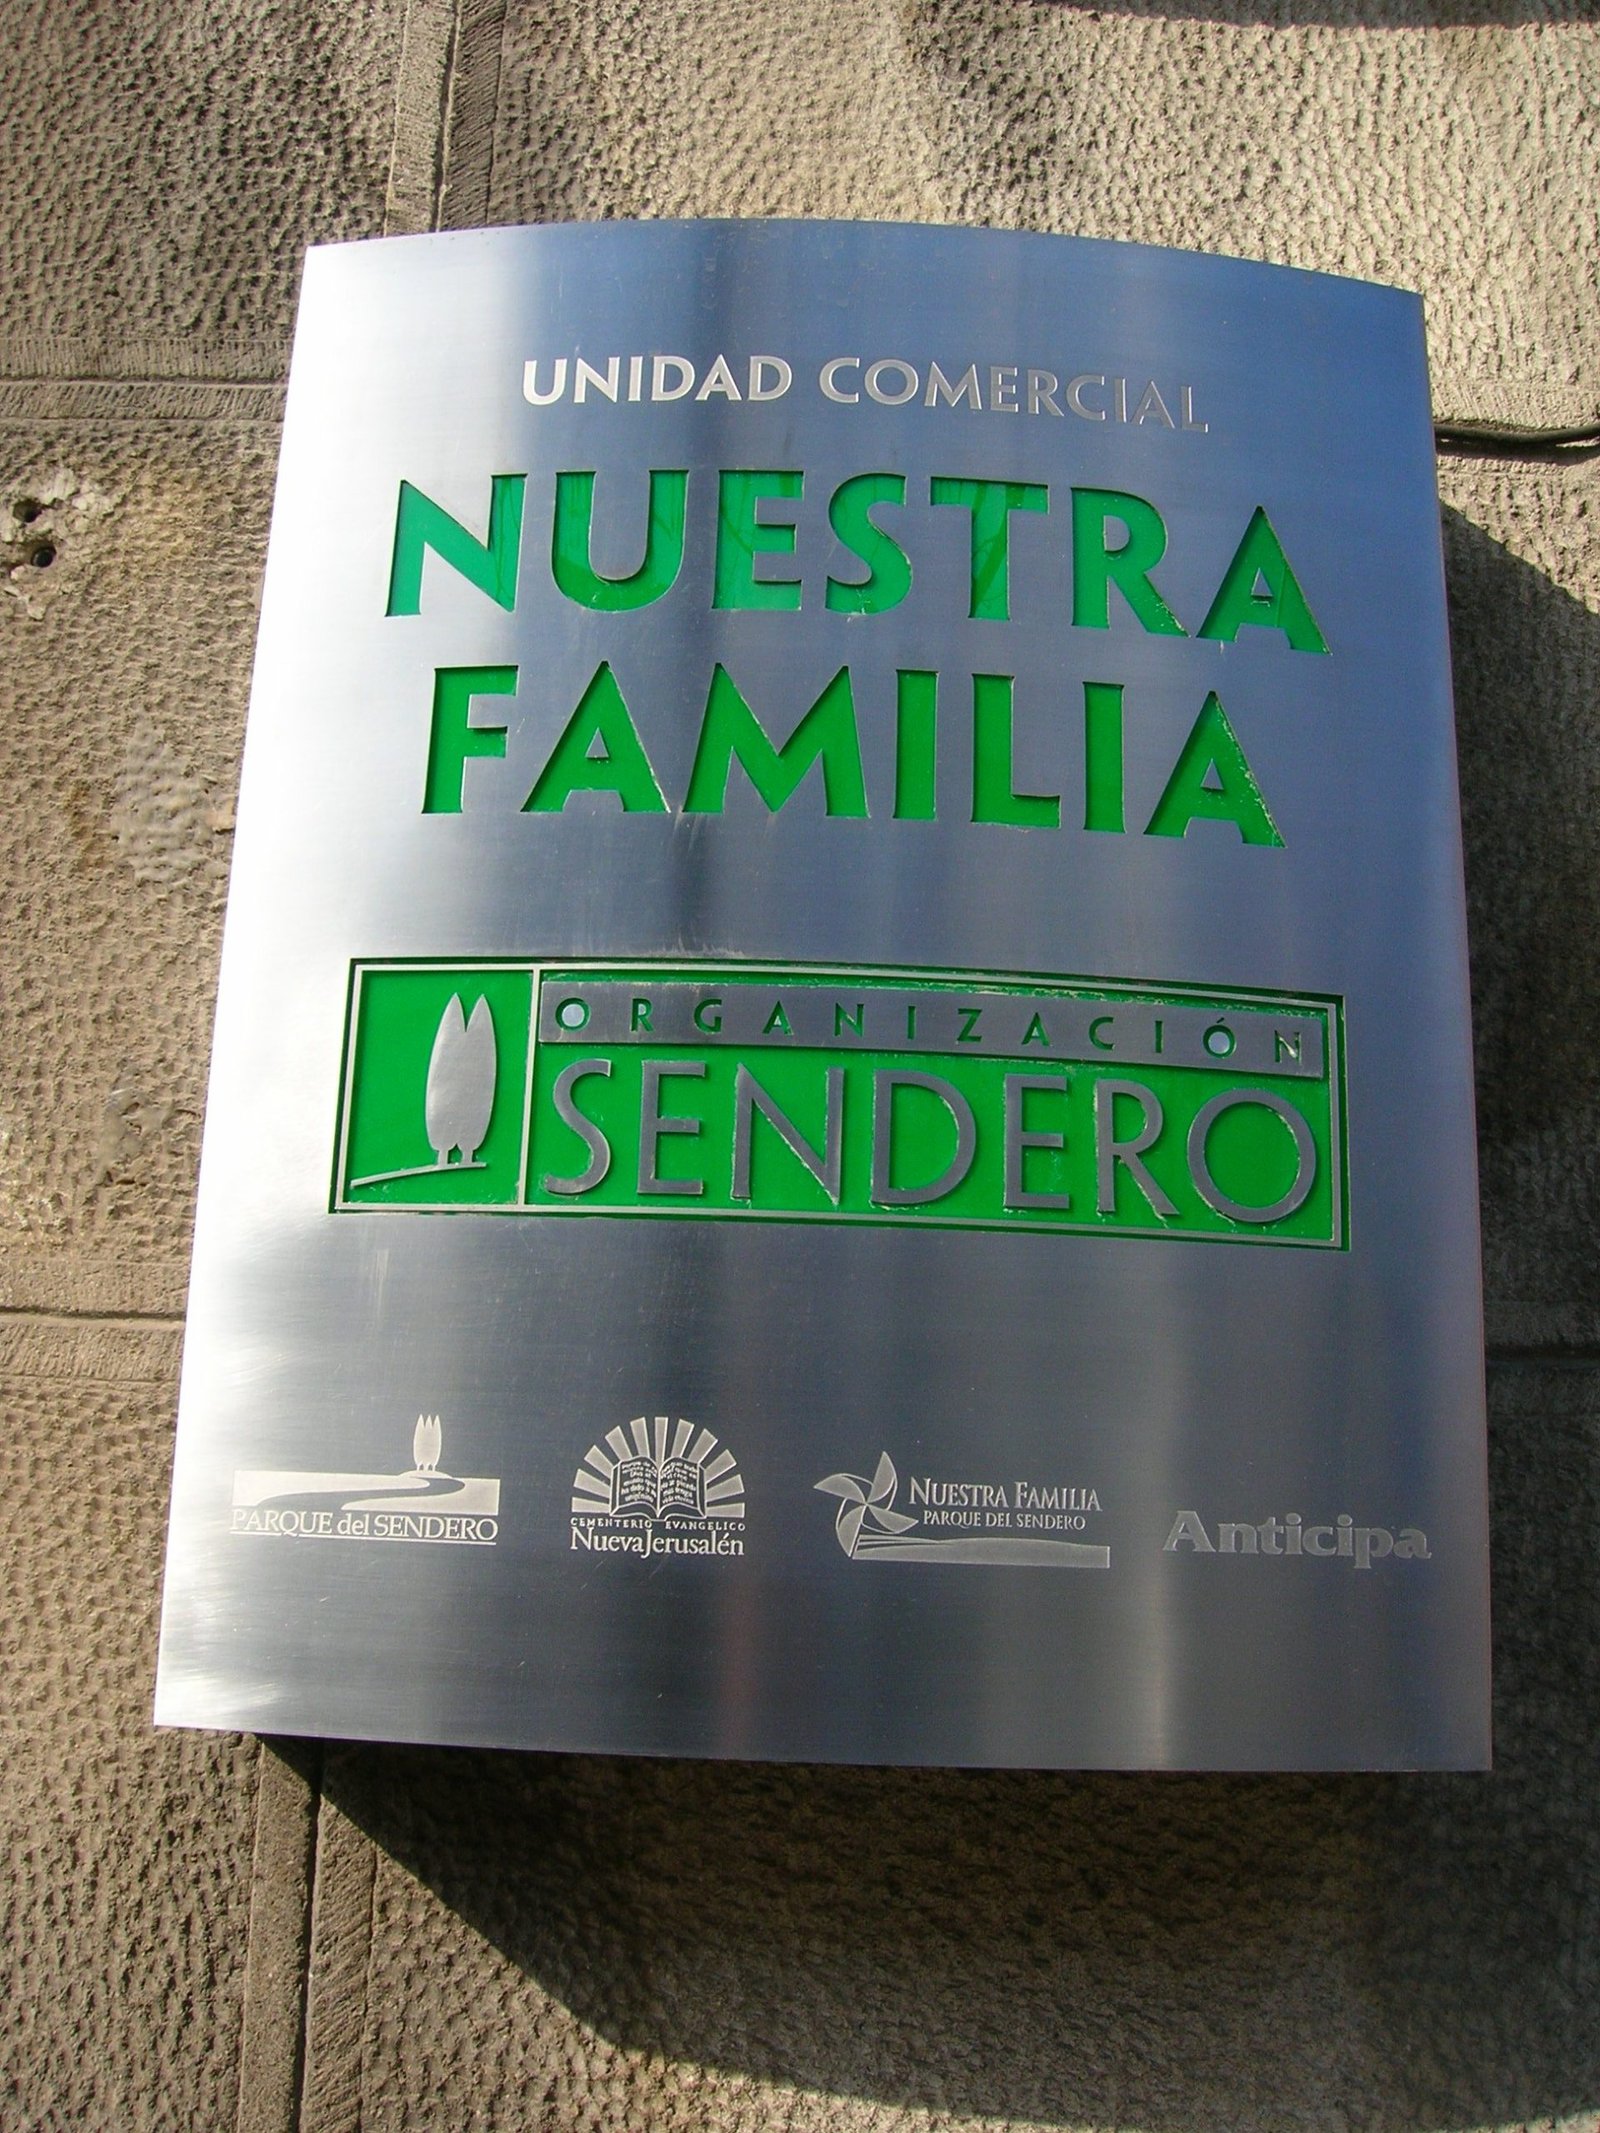 UNIDAD COMERCIAL
NUESTRA
FAMILIA
ORGANIZACIÓN
SENDERO
PARQUE del SENDERO
CEMENTERIO EVANGELICO
NuevaJerusalén
NUESTRA FAMILIA
PARQUE DEL SENDERO
Anticipa